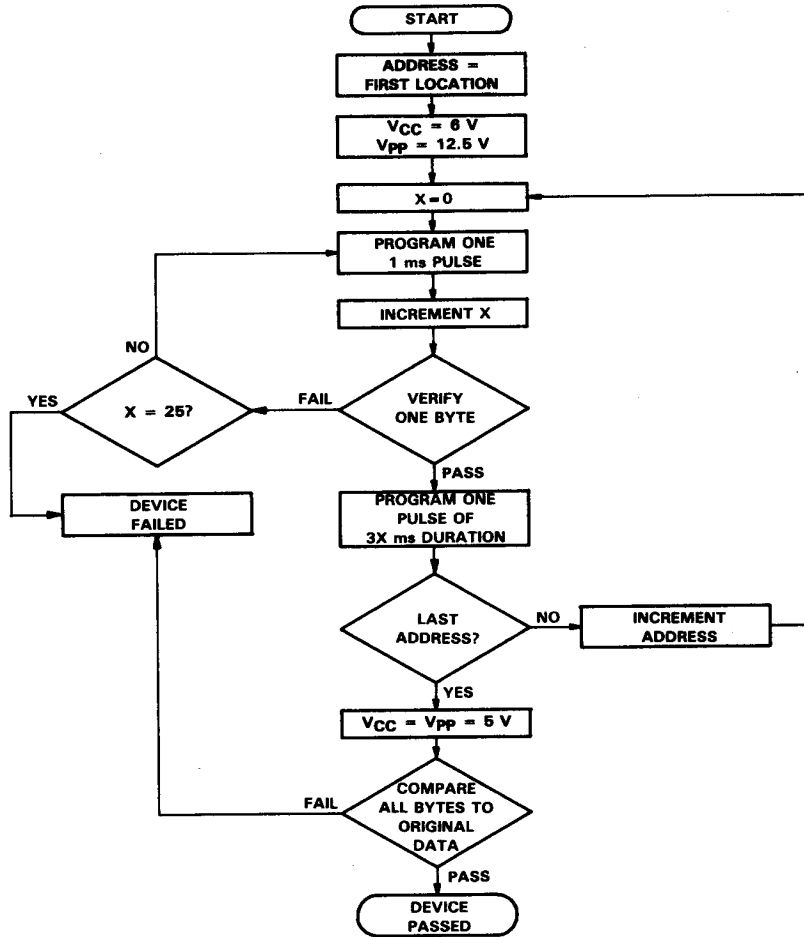 START
ADDRESS =
FIRST LOCATION
VCC = 6 V
VPP = 12.5 V
X = 0
PROGRAM ONE
1 ms PULSE
INCREMENT X
NO
YES
X = 25?
FAIL
VERIFY
ONE BYTE
PASS
DEVICE
FAILED
PROGRAM ONE
PULSE OF
3X ms DURATION
LAST
ADDRESS?
NO
INCREMENT
ADDRESS
YES
VCC = VPP = 5 V
FAIL
COMPARE
ALL BYTES TO
ORIGINAL
DATA
PASS
DEVICE
PASSED